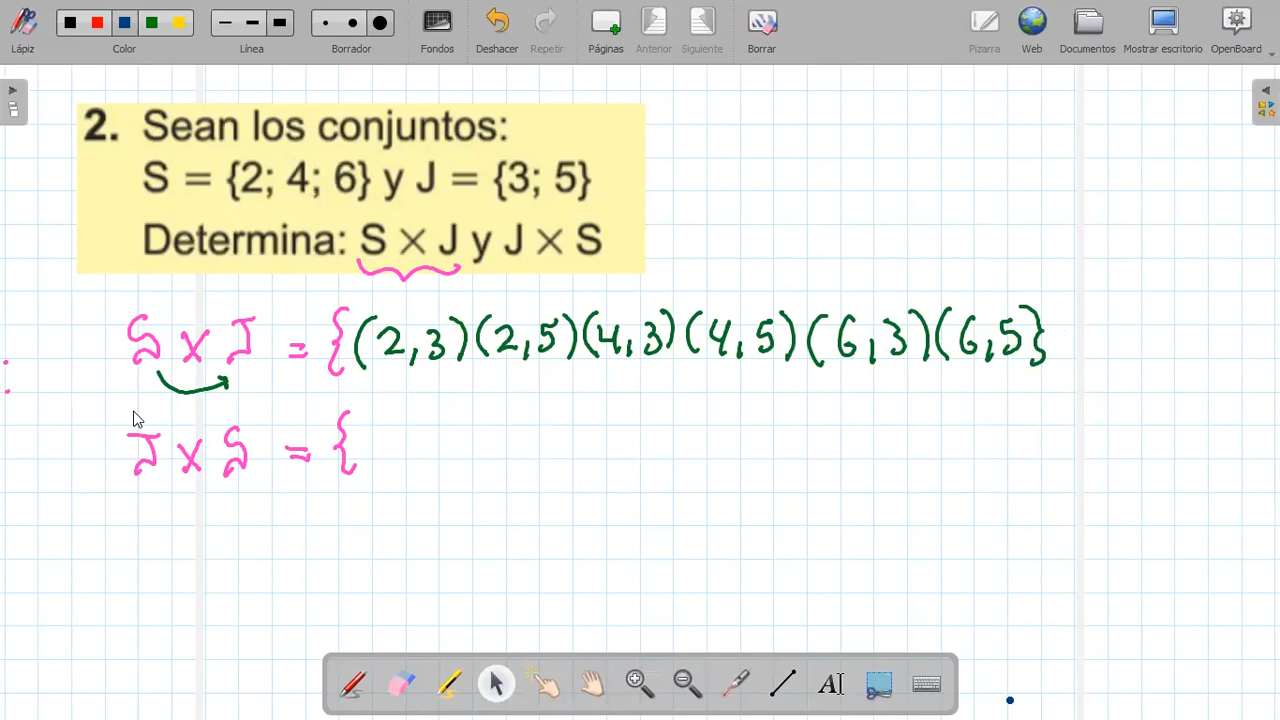 Lápiz Color Línea Borrador Fondos Deshacer Repetir Páginas Anterior Siguiente Borrar Pizarra Web Documentos Mostrar escritorio OpenBoard
2. Sean los conjuntos:
S = {2; 4; 6} y J = {3; 5}
Determina: S × J y J × S
S x J = {(2,3)(2,5)(4,3)(4,5)(6,3)(6,5}
J x S = {
AI